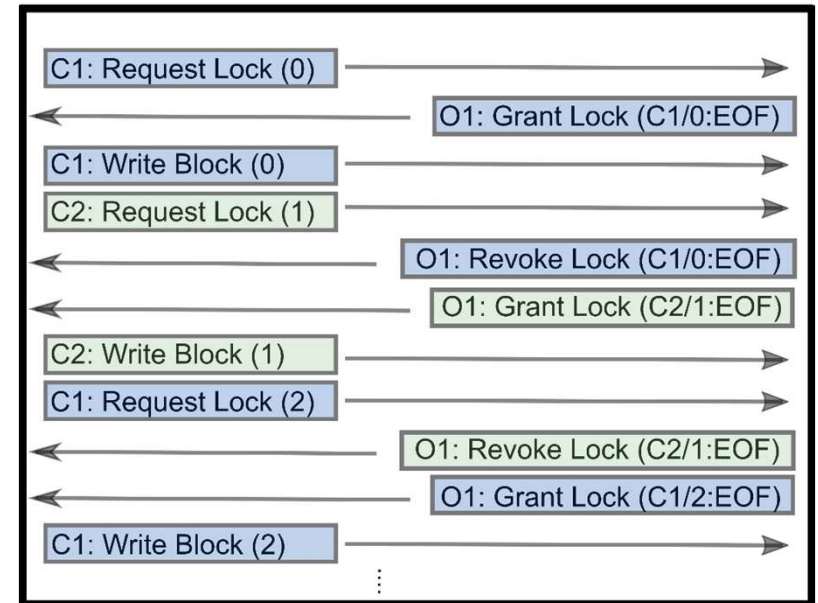 C1: Request Lock (0)
O1: Grant Lock (C1/0:EOF)
C1: Write Block (0)
C2: Request Lock (1)
O1: Revoke Lock (C1/0:EOF)
O1: Grant Lock (C2/1:EOF)
C2: Write Block (1)
C1: Request Lock (2)
O1: Revoke Lock (C2/1:EOF)
O1: Grant Lock (C1/2:EOF)
C1: Write Block (2)